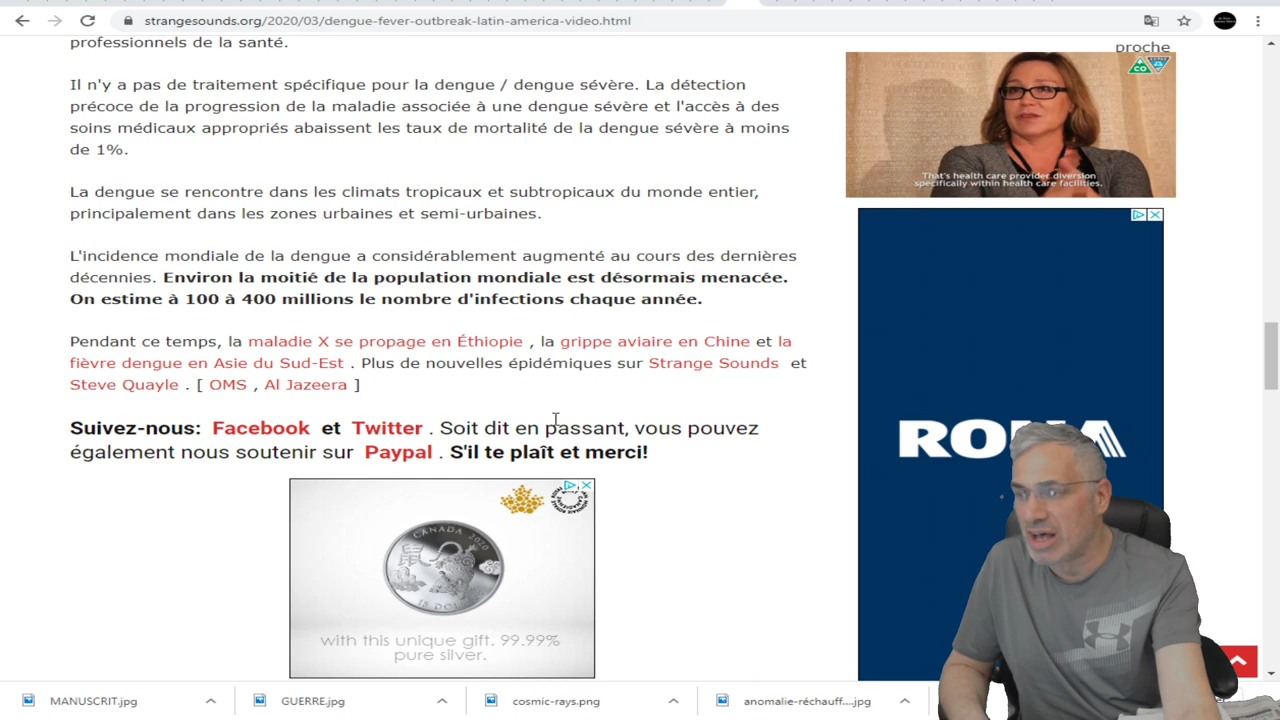 strangesounds.org/2020/03/dengue-fever-outbreak-latin-america-video.html
professionnels de la santé.
Il n'y a pas de traitement spécifique pour la dengue / dengue sévère. La détection
précoce de la progression de la maladie associée à une dengue sévère et l'accès à des
soins médicaux appropriés abaissent les taux de mortalité de la dengue sévère à moins
de 1%.
La dengue se rencontre dans les climats tropicaux et subtropicaux du monde entier,
principalement dans les zones urbaines et semi-urbaines.
L'incidence mondiale de la dengue a considérablement augmenté au cours des dernières
décennies. Environ la moitié de la population mondiale est désormais menacée.
On estime à 100 à 400 millions le nombre d'infections chaque année.
Pendant ce temps, la maladie X se propage en Éthiopie , la grippe aviaire en Chine et la
fièvre dengue en Asie du Sud-Est . Plus de nouvelles épidémiques sur Strange Sounds et
Steve Quayle . [ OMS , Al Jazeera ]
Suivez-nous: Facebook et Twitter . Soit dit en passant, vous pouvez
également nous soutenir sur Paypal . S'il te plaît et merci!
CANADA 2020
with this unique gift. 99.99%
pure silver.
proche
CO
That's health care provider diversion
specifically within health care facilities.
MANUSCRIT.jpg
GUERRE.jpg
cosmic-rays.png
anomalie-réchauff....jpg